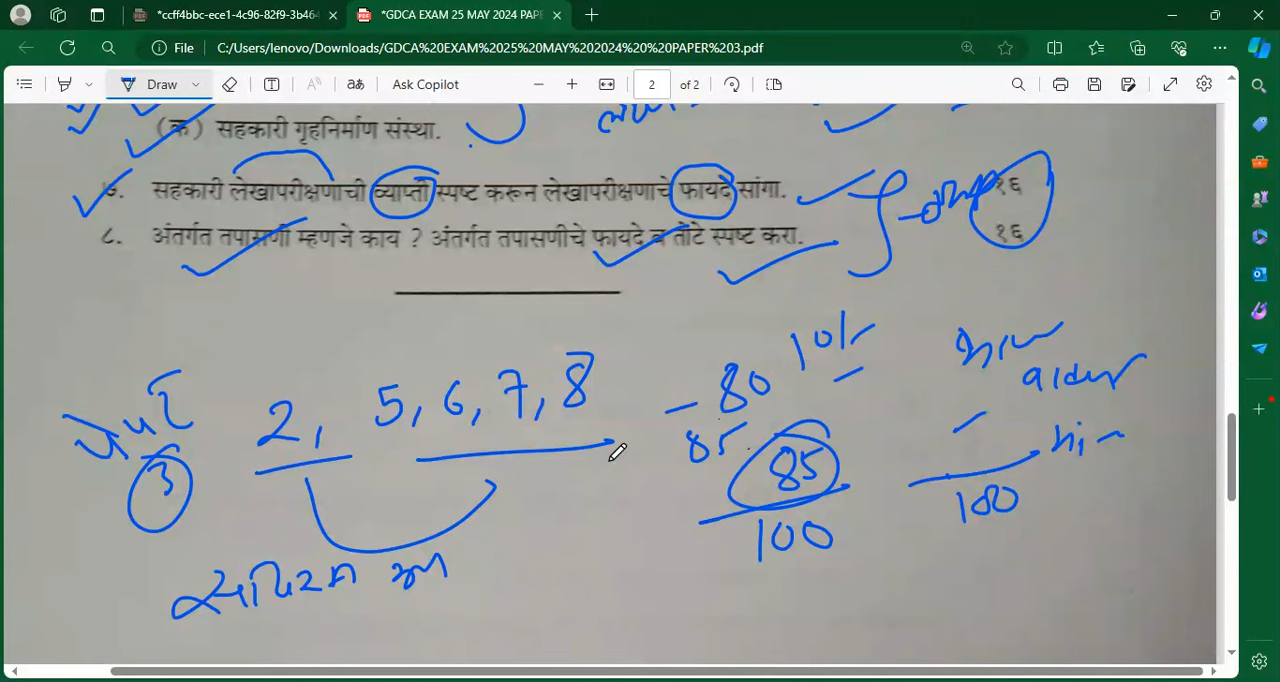 *ccff4bbc-ece1-4c96-82f9-3b464
*GDCA EXAM 25 MAY 2024 PAPE
File
C:/Users/lenovo/Downloads/GDCA%20EXAM%2025%20MAY%202024%20%20PAPER%203.pdf
Draw
Ask Copilot
2 of 2
(क) सहकारी गृहनिर्माण संस्था.
७. सहकारी लेखापरीक्षणाची व्याप्ती स्पष्ट करून लेखापरीक्षणाचे फायदे सांगा. १६
८. अंतर्गत तपासणी म्हणजे काय ? अंतर्गत तपासणीचे फायदे व तोटे स्पष्ट करा. १६
3
2, 5, 6, 7, 8
- 80
85
85
100
100